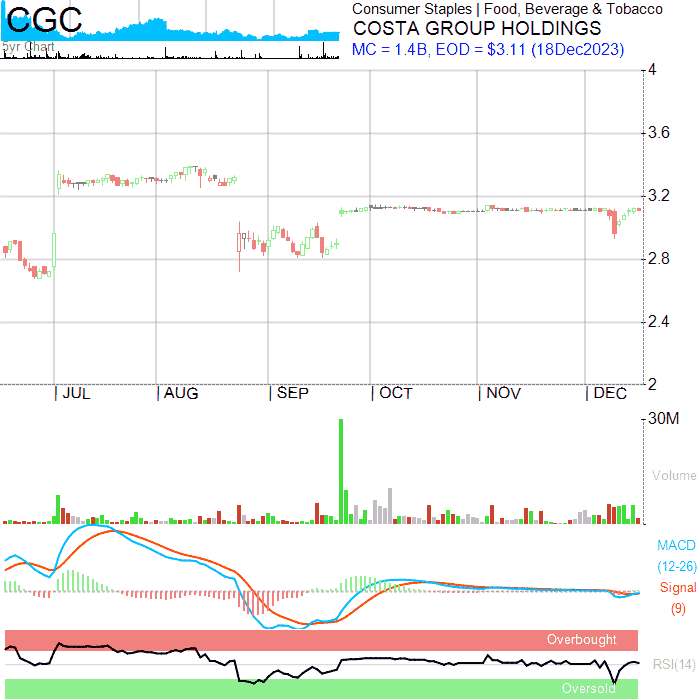 CGC
Consumer Staples | Food, Beverage & Tobacco
COSTA GROUP HOLDINGS
MC = 1.4B, EOD = $3.11 (18Dec2023)
5yr Chart
4
3.6
3.2
2.8
2.4
2
| JUL | AUG | SEP | OCT | NOV | DEC
30M
Volume
MACD
(12-26)
Signal
(9)
Overbought
RSI(14)
Oversold